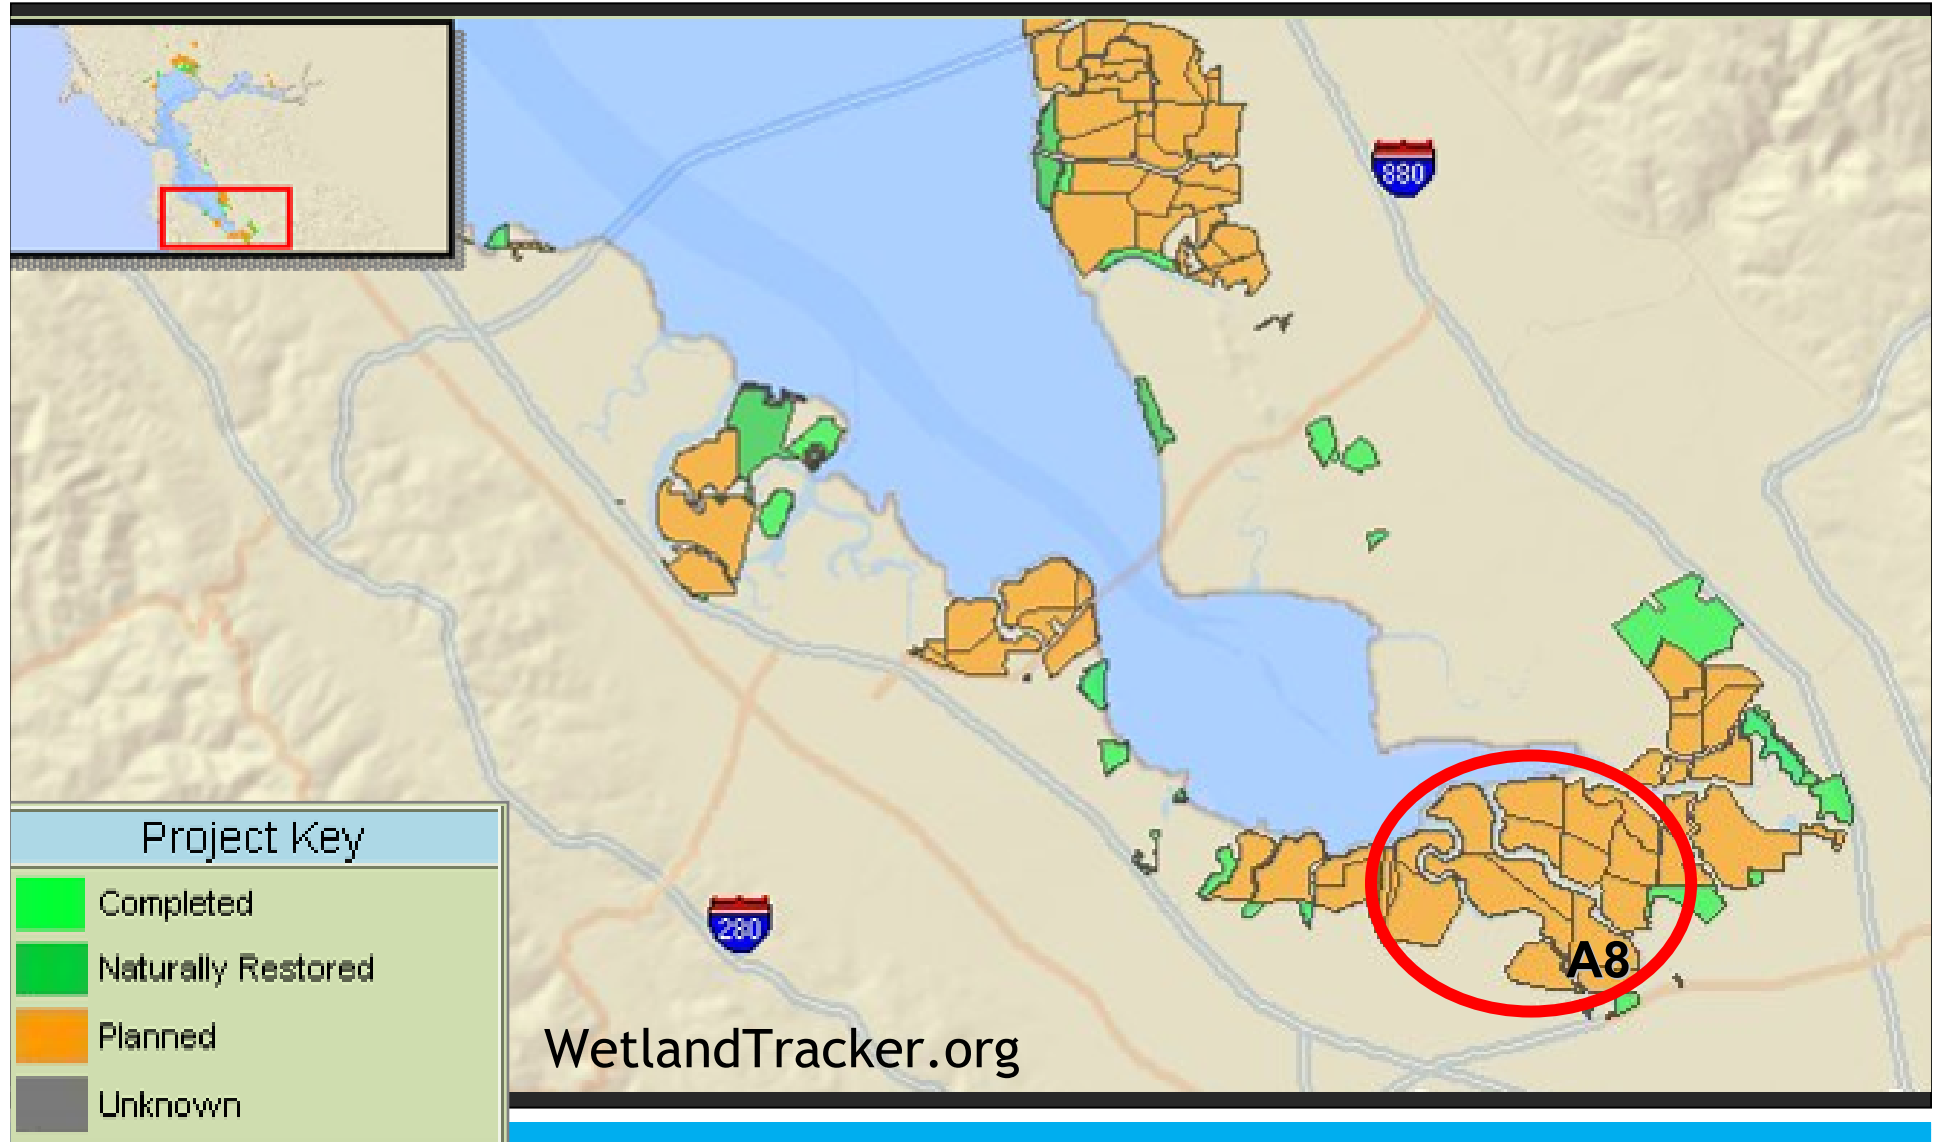 880
280
A8
Project Key
Completed
Naturally Restored
Planned
Unknown
WetlandTracker.org